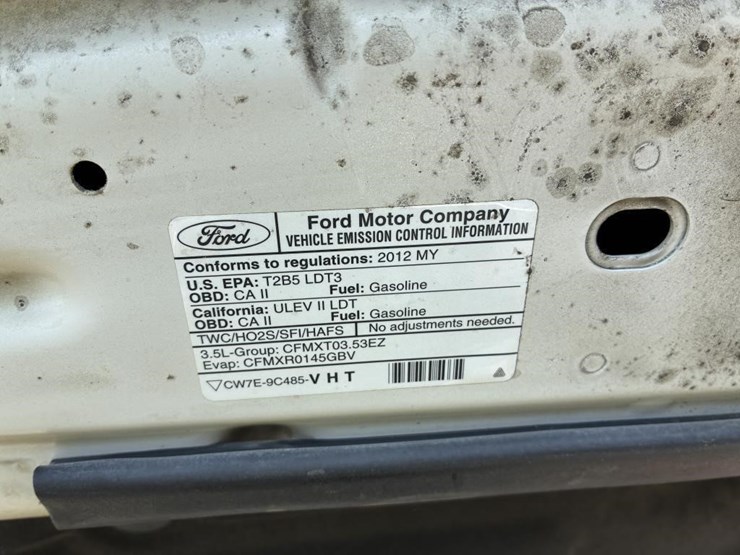 Ford
Ford Motor Company
VEHICLE EMISSION CONTROL INFORMATION
Conforms to regulations: 2012 MY
U.S. EPA: T2B5 LDT3
OBD: CA II Fuel: Gasoline
California: ULEV II LDT
OBD: CA II Fuel: Gasoline
TWC/HO2S/SFI/HAFS No adjustments needed.
3.5L-Group: CFMXT03.53EZ
Evap: CFMXR0145GBV
CW7E-9C485-V H T